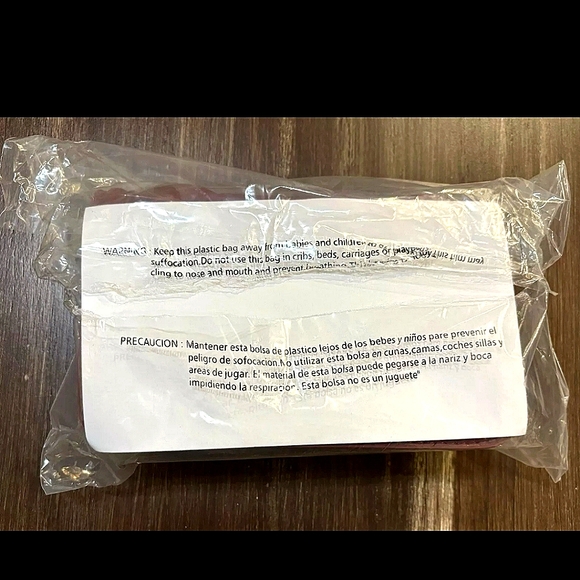 WARNING : Keep this plastic bag away from babies and children
suffocation.Do not use this bag in cribs, beds, carriages or This film may
cling to nose and mouth and prevent breathing.
PRECAUCION : Mantener esta bolsa de plastico lejos de los bebes y niños pare prevenir el
peligro de sofocacion.No utilizar esta bolsa en cunas,camas,coches sillas y
areas de jugar. El material de esta bolsa puede pegarse a la nariz y boca
impidiendo la respiracion. Esta bolsa no es un juguete"